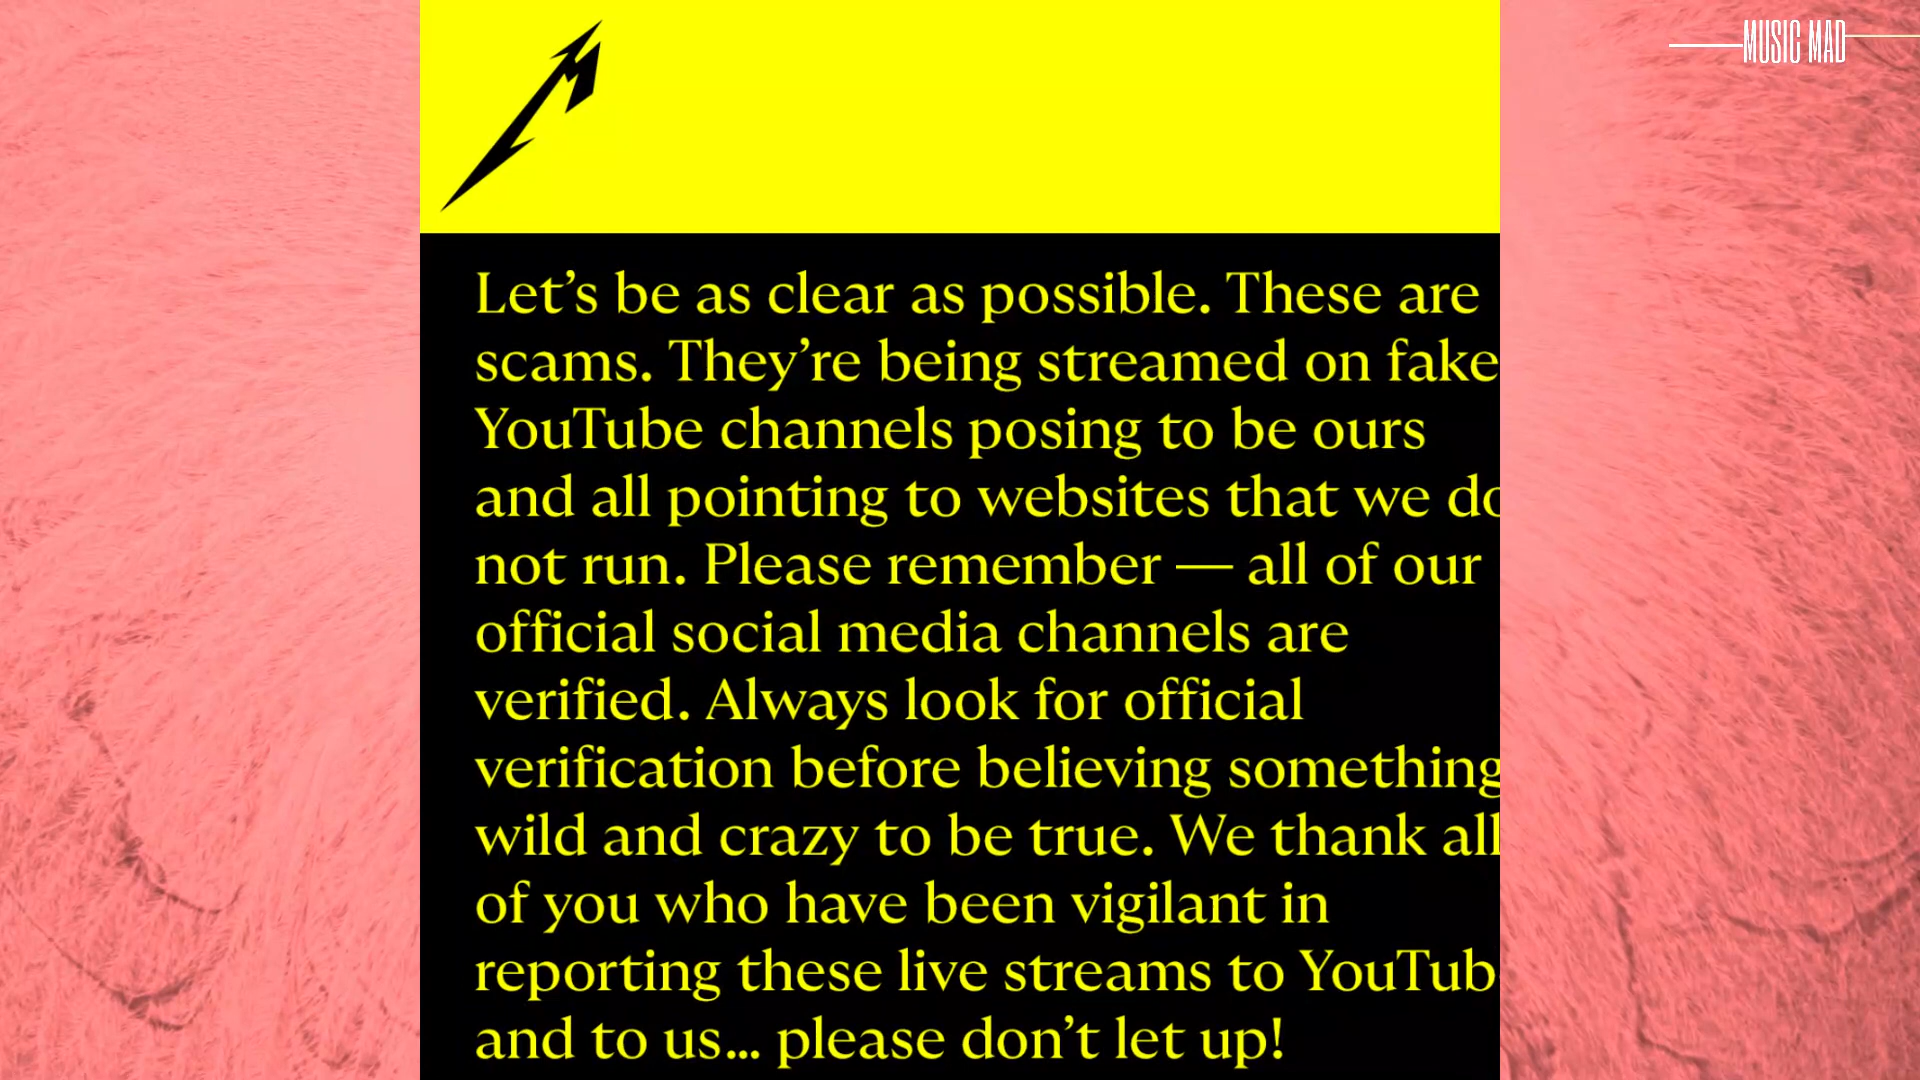 MUSIC MAD
Let’s be as clear as possible. These are
scams. They’re being streamed on fake
YouTube channels posing to be ours
and all pointing to websites that we do
not run. Please remember — all of our
official social media channels are
verified. Always look for official
verification before believing something
wild and crazy to be true. We thank all
of you who have been vigilant in
reporting these live streams to YouTub
and to us... please don’t let up!